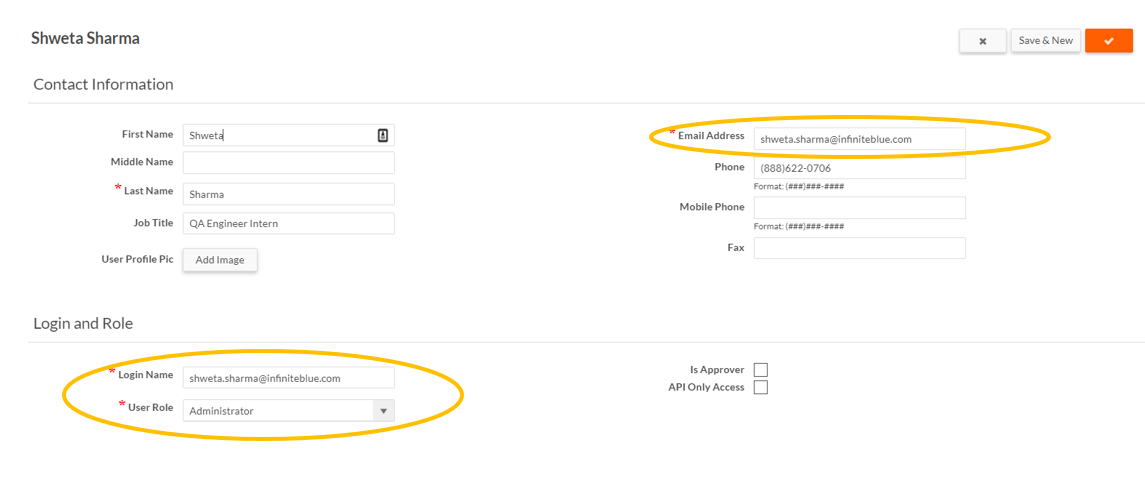 Shweta Sharma
Save & New
Contact Information
First Name Shweta
Middle Name
* Last Name Sharma
Job Title QA Engineer Intern
User Profile Pic Add Image
* Email Address shweta.sharma@infiniteblue.com
Phone (888)622-0706
Format: (###)###-####
Mobile Phone
Format: (###)###-####
Fax
Login and Role
* Login Name shweta.sharma@infiniteblue.com
* User Role Administrator
Is Approver
API Only Access